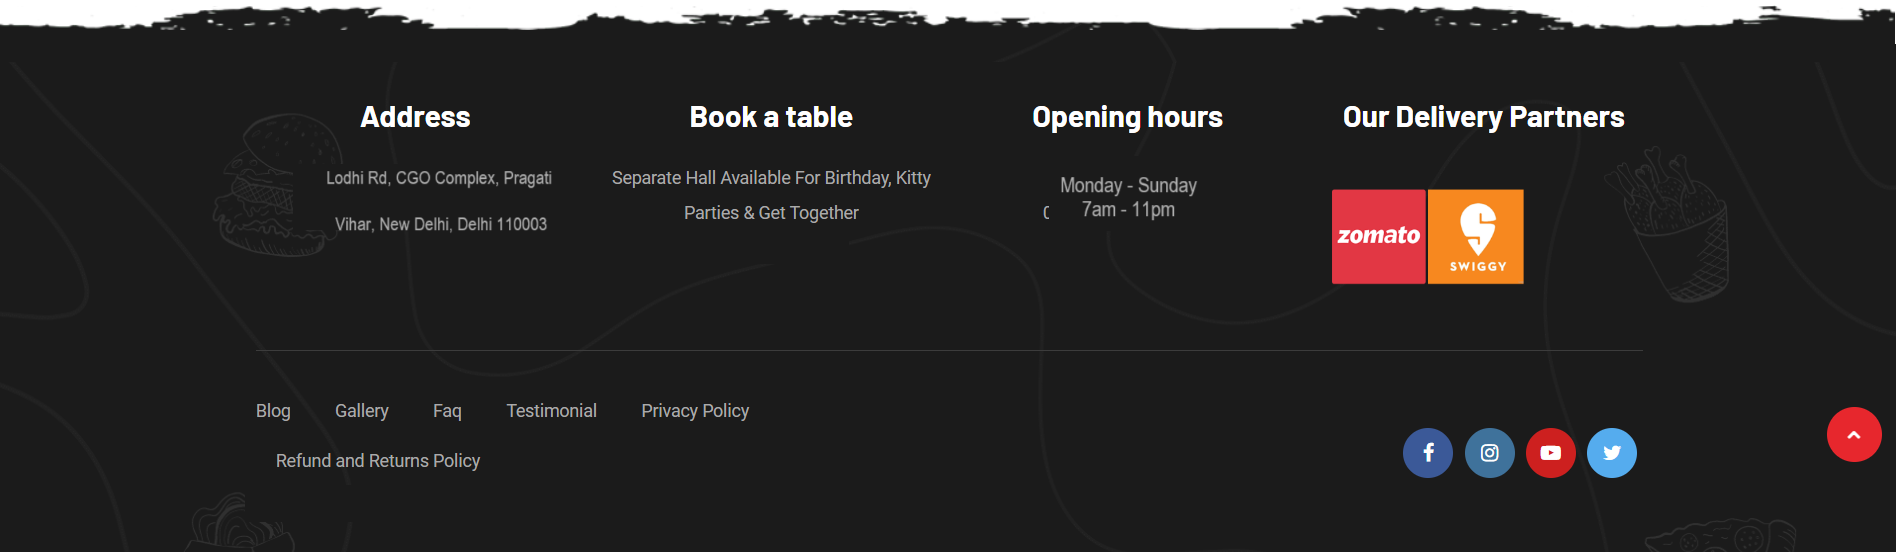 Address
Lodhi Rd, CGO Complex, Pragati
Vihar, New Delhi, Delhi 110003
Book a table
Separate Hall Available For Birthday, Kitty
Parties & Get Together
Opening hours
Monday - Sunday
7am - 11pm
Our Delivery Partners
zomato
SWIGGY
Blog Gallery Faq Testimonial Privacy Policy
Refund and Returns Policy